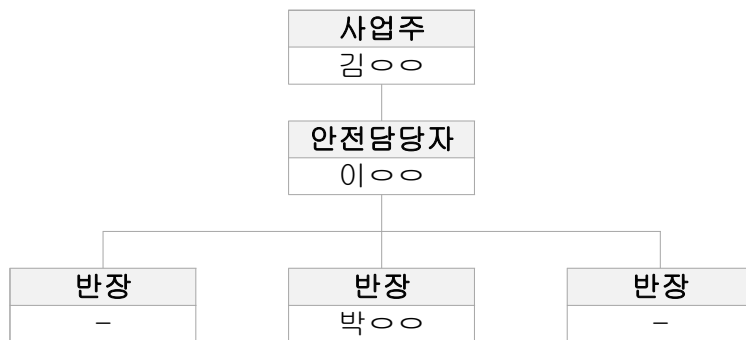 사업주
김○○
안전담당자
이○○
반장 반장 반장
- 박○○ -